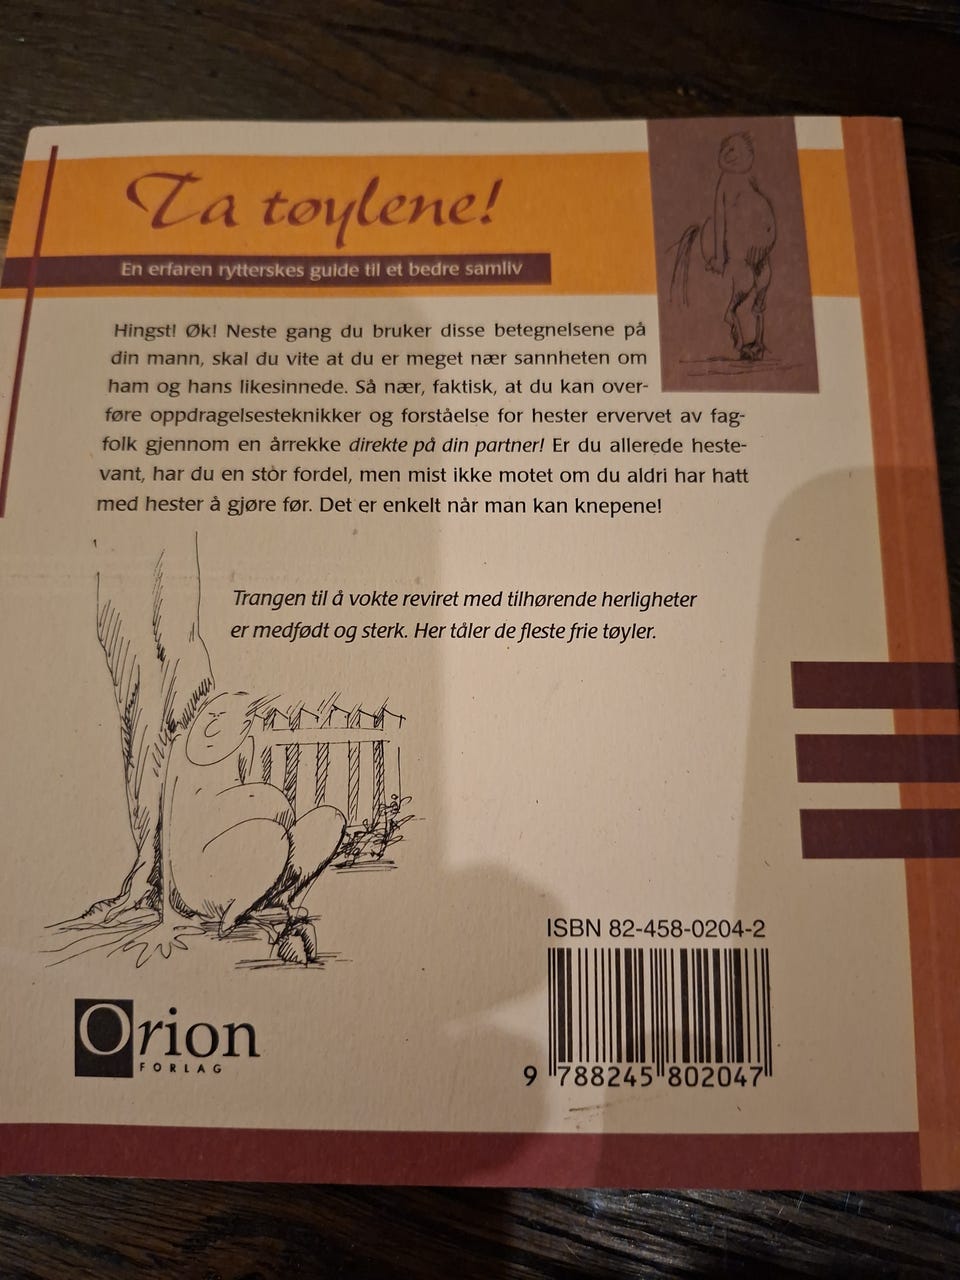 Ta tøylene!
En erfaren rytterskes guide til et bedre samliv
Hingst! Øk! Neste gang du bruker disse betegnelsene på
din mann, skal du vite at du er meget nær sannheten om
ham og hans likesinnede. Så nær, faktisk, at du kan over-
føre oppdragelsesteknikker og forståelse for hester ervervet av fag-
folk gjennom en årrekke direkte på din partner! Er du allerede heste-
vant, har du en stor fordel, men mist ikke motet om du aldri har hatt
med hester å gjøre før. Det er enkelt når man kan knepene!
Trangen til å vokte reviret med tilhørende herligheter
er medfødt og sterk. Her tåler de fleste frie tøyler.
ISBN 82-458-0204-2
Orion
FORLAG
9 788245 802047